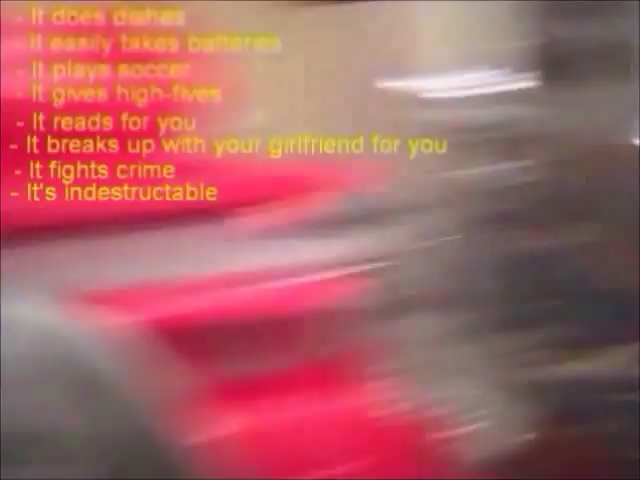 - It does dishes
- It easily takes batteries
- It plays soccer
- It gives high-fives
- It reads for you
- It breaks up with your girlfriend for you
- It fights crime
- It's indestructable